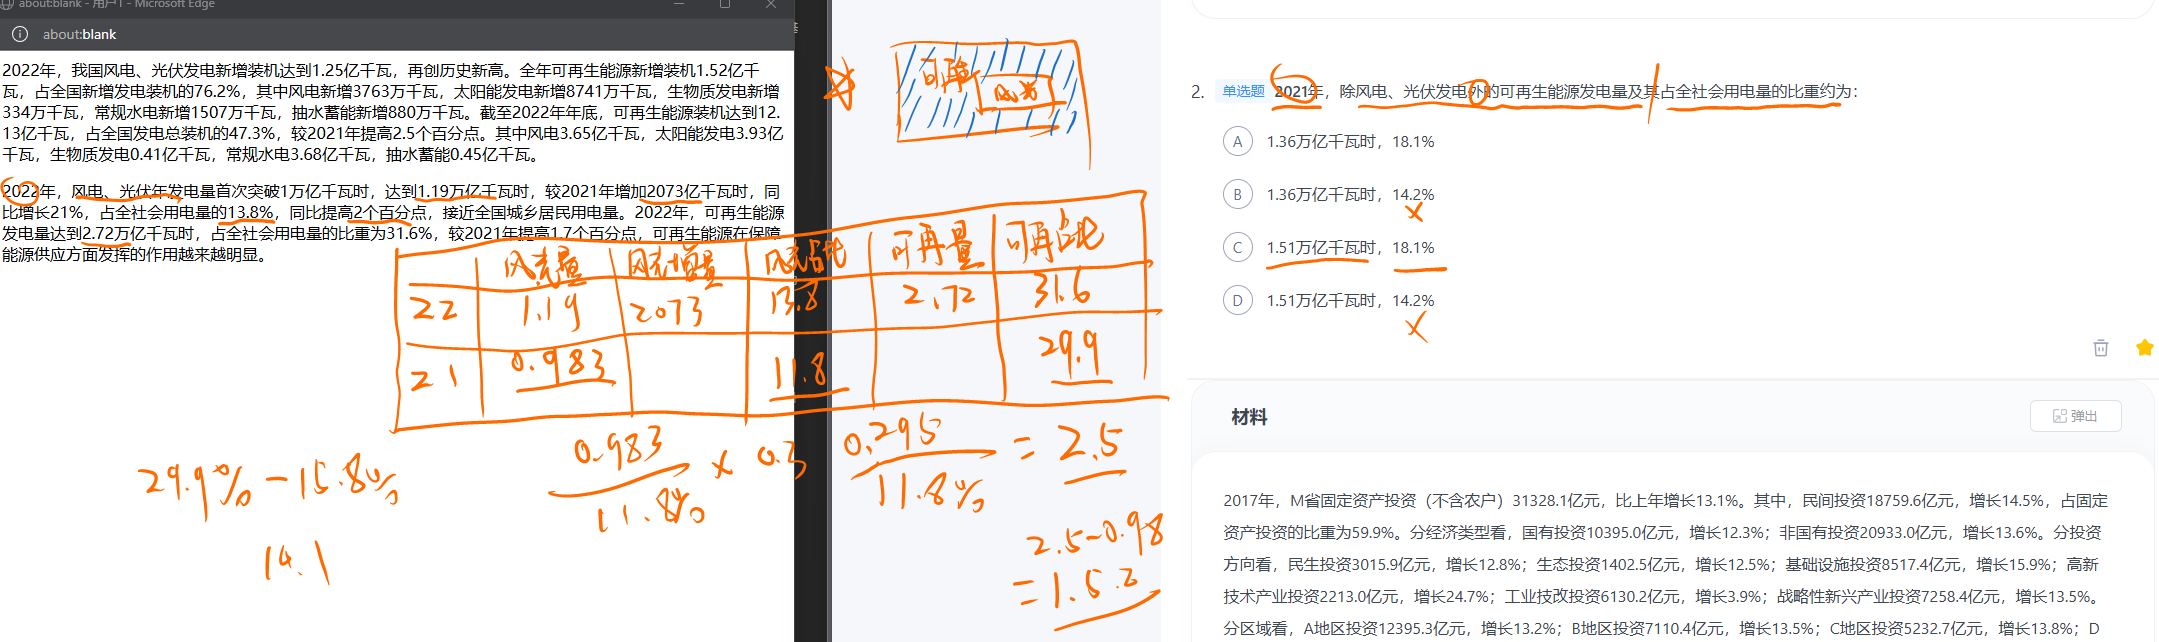 about:blank - 用户1 - Microsoft Edge
about:blank
2022年，我国风电、光伏发电新增装机达到1.25亿千瓦，再创历史新高。全年可再生能源新增装机1.52亿千
瓦，占全国新增发电装机的76.2%，其中风电新增3763万千瓦，太阳能发电新增8741万千瓦，生物质发电新增
334万千瓦，常规水电新增1507万千瓦，抽水蓄能新增880万千瓦。截至2022年年底，可再生能源装机达到12.
13亿千瓦，占全国发电总装机的47.3%，较2021年提高2.5个百分点。其中风电3.65亿千瓦，太阳能发电3.93亿
千瓦，生物质发电0.41亿千瓦，常规水电3.68亿千瓦，抽水蓄能0.45亿千瓦。
2022年，风电、光伏年发电量首次突破1万亿千瓦时，达到1.19万亿千瓦时，较2021年增加2073亿千瓦时，同
比增长21%，占全社会用电量的13.8%，同比提高2个百分点，接近全国城乡居民用电量。2022年，可再生能源
发电量达到2.72万亿千瓦时，占全社会用电量的比重为31.6%，较2021年提高1.7个百分点，可再生能源在保障
能源供应方面发挥的作用越来越明显。
可再
风光
风光量 风光增量 风光占比 可再量 可再占比
22 1.19 2073 13.8 2.72 31.6
21 0.983 11.8 29.9
29.9% - 15.8%
14.1
0.983
11.8% × 0.3
0.295
11.8% = 2.5
2.5-0.98
=1.5.2
2. 单选题 2021年，除风电、光伏发电外的可再生能源发电量及其占全社会用电量的比重约为：
A 1.36万亿千瓦时，18.1%
B 1.36万亿千瓦时，14.2%
C 1.51万亿千瓦时，18.1%
D 1.51万亿千瓦时，14.2%
材料
弹出
2017年，M省固定资产投资（不含农户）31328.1亿元，比上年增长13.1%。其中，民间投资18759.6亿元，增长14.5%，占固定
资产投资的比重为59.9%。分经济类型看，国有投资10395.0亿元，增长12.3%；非国有投资20933.0亿元，增长13.6%。分投资
方向看，民生投资3015.9亿元，增长12.8%；生态投资1402.5亿元，增长12.5%；基础设施投资8517.4亿元，增长15.9%；高新
技术产业投资2213.0亿元，增长24.7%；工业技改投资6130.2亿元，增长3.9%；战略性新兴产业投资7258.4亿元，增长13.5%。
分区域看，A地区投资12395.3亿元，增长13.2%；B地区投资7110.4亿元，增长13.5%；C地区投资5232.7亿元，增长13.8%；D